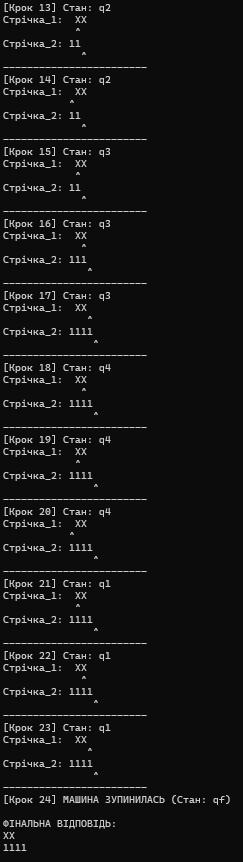 [Крок 13] Стан: q2
Стрічка_1:  XX
            ^
Стрічка_2: 11
             ^
------------------------
[Крок 14] Стан: q2
Стрічка_1:  XX
           ^
Стрічка_2: 11
             ^
------------------------
[Крок 15] Стан: q3
Стрічка_1:  XX
            ^
Стрічка_2: 11
             ^
------------------------
[Крок 16] Стан: q3
Стрічка_1:  XX
             ^
Стрічка_2: 111
              ^
------------------------
[Крок 17] Стан: q3
Стрічка_1:  XX
              ^
Стрічка_2: 1111
               ^
------------------------
[Крок 18] Стан: q4
Стрічка_1:  XX
             ^
Стрічка_2: 1111
               ^
------------------------
[Крок 19] Стан: q4
Стрічка_1:  XX
            ^
Стрічка_2: 1111
               ^
------------------------
[Крок 20] Стан: q4
Стрічка_1:  XX
           ^
Стрічка_2: 1111
               ^
------------------------
[Крок 21] Стан: q1
Стрічка_1:  XX
            ^
Стрічка_2: 1111
               ^
------------------------
[Крок 22] Стан: q1
Стрічка_1:  XX
             ^
Стрічка_2: 1111
               ^
------------------------
[Крок 23] Стан: q1
Стрічка_1:  XX
              ^
Стрічка_2: 1111
               ^
------------------------
[Крок 24] МАШИНА ЗУПИНИЛАСЬ (Стан: qf)

ФІНАЛЬНА ВІДПОВІДЬ:
XX
1111